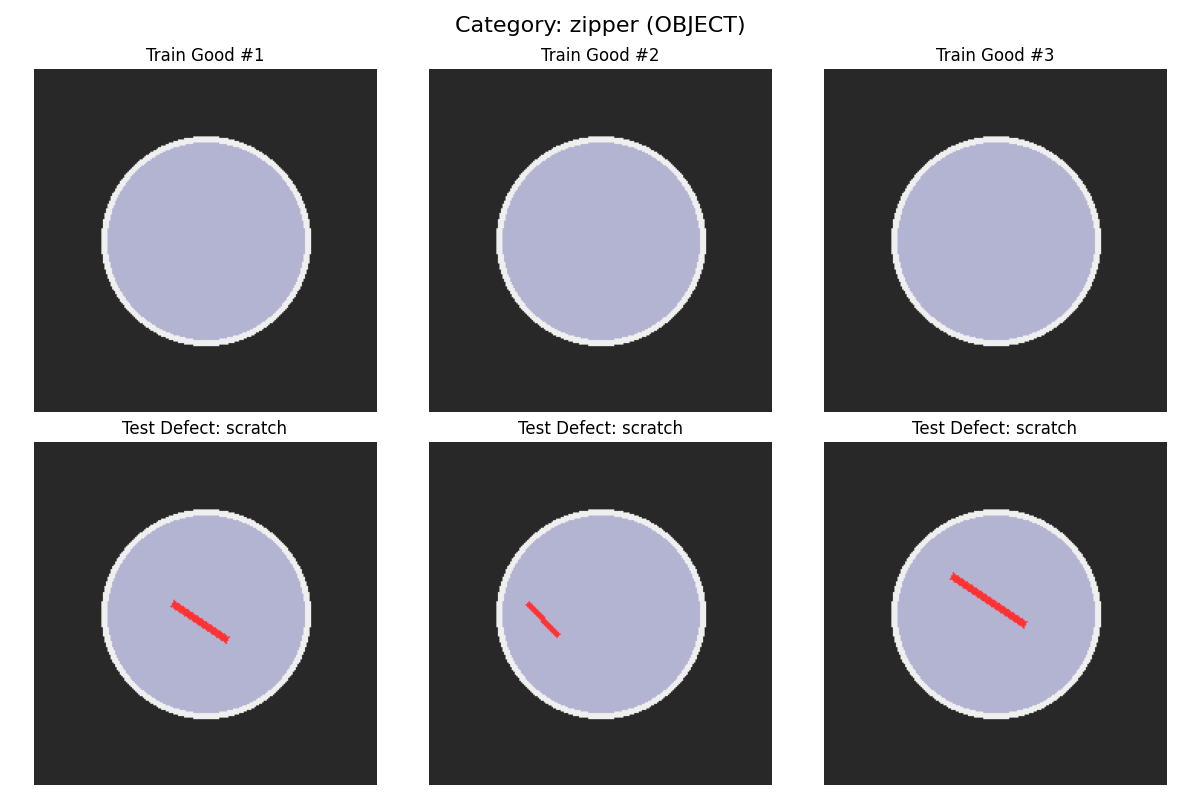 Category: zipper (OBJECT)
Train Good #1
Train Good #2
Train Good #3
Test Defect: scratch
Test Defect: scratch
Test Defect: scratch